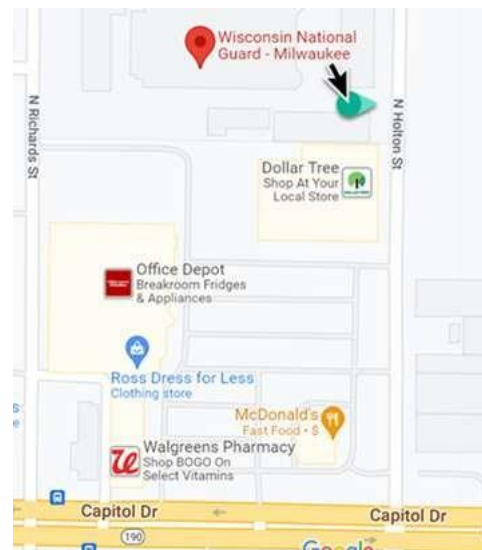 Wisconsin National
Guard - Milwaukee
N Richards St
N Holton St
Dollar Tree
Shop At Your
Local Store
Office Depot
Breakroom Fridges
& Appliances
Ross Dress for Less
Clothing store
McDonald's
Fast Food • $
Walgreens Pharmacy
Shop BOGO On
Select Vitamins
Capitol Dr
Capitol Dr
190
Google